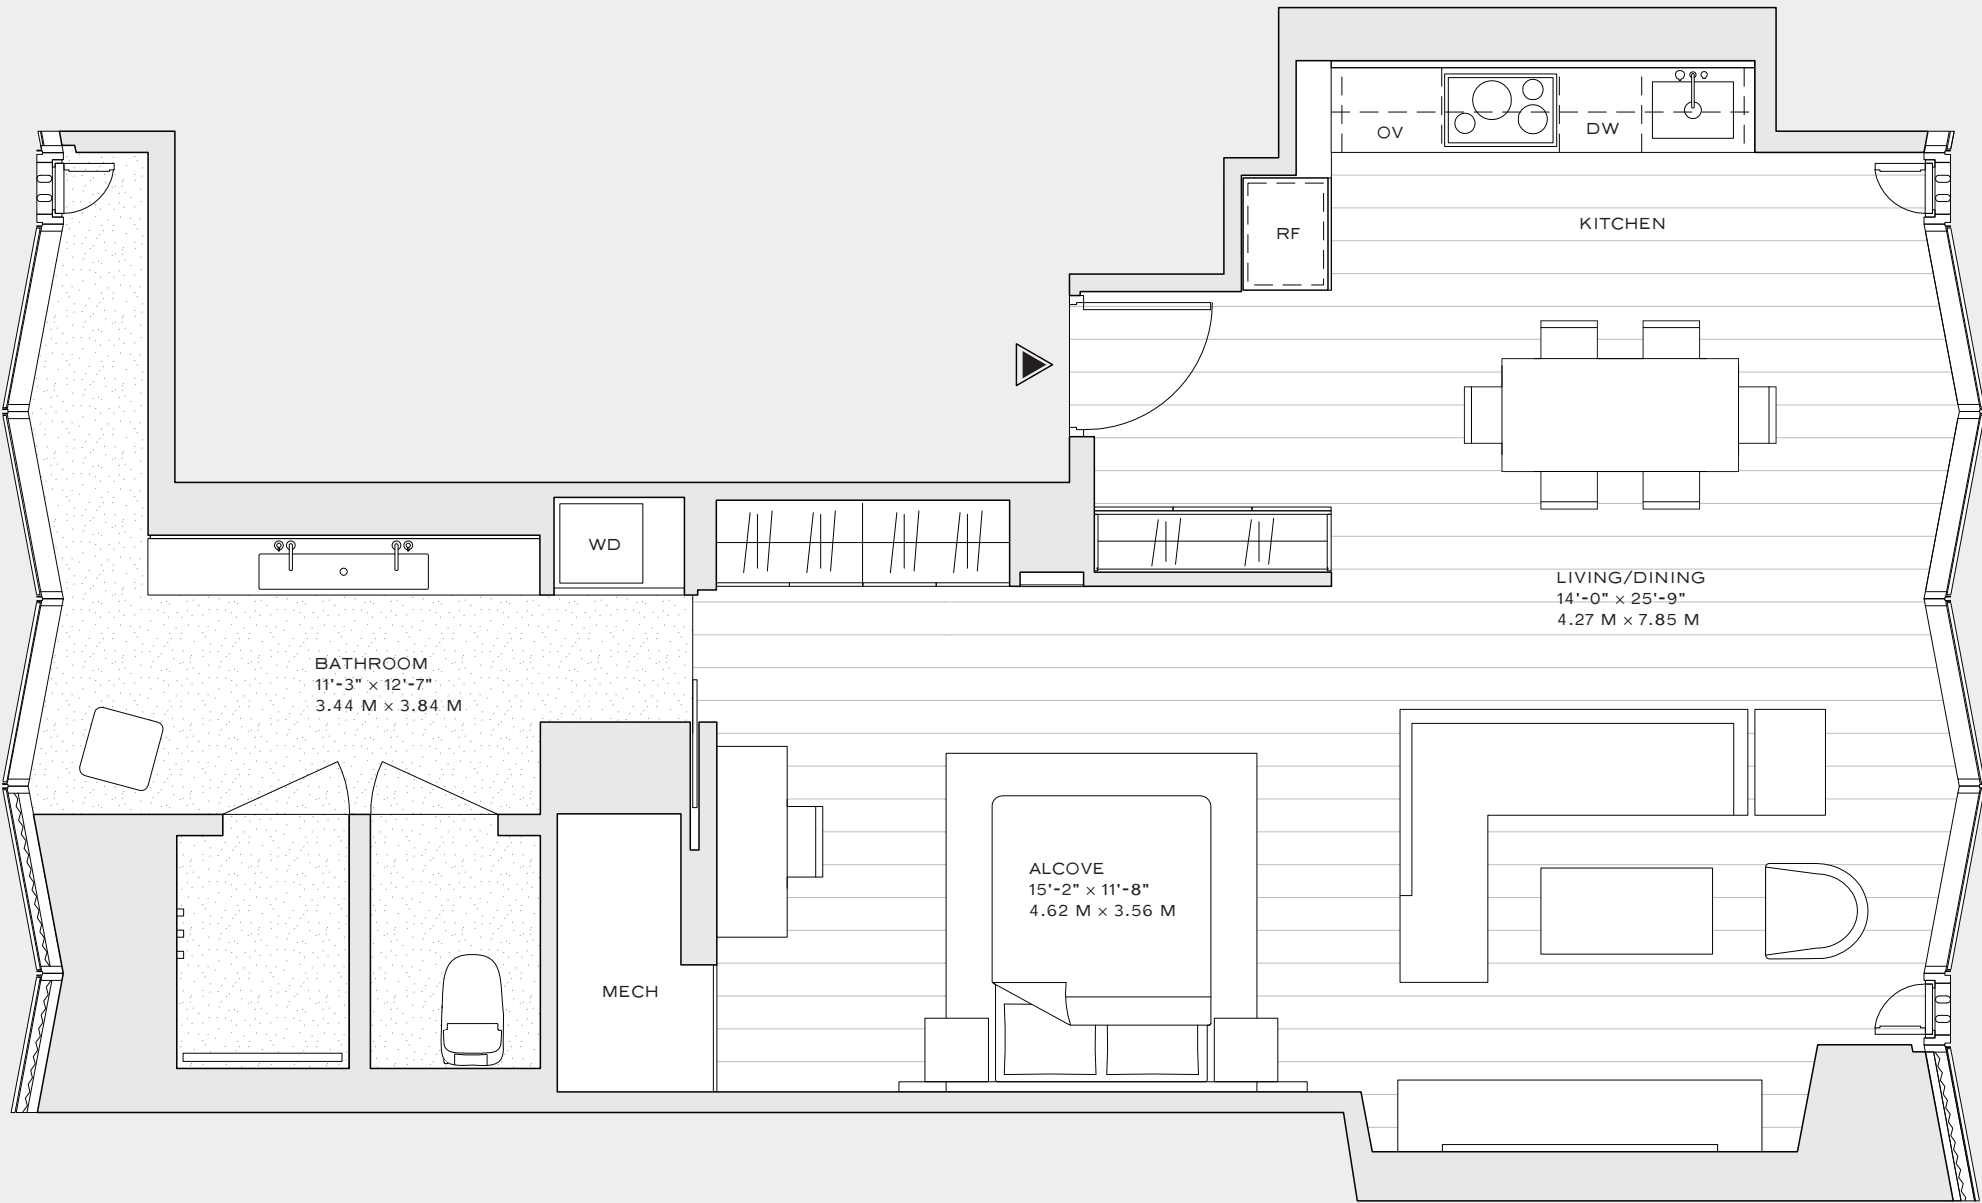 OV
DW
RF
KITCHEN
WD
LIVING/DINING
14'-0" × 25'-9"
4.27 M × 7.85 M
BATHROOM
11'-3" × 12'-7"
3.44 M × 3.84 M
ALCOVE
15'-2" × 11'-8"
4.62 M × 3.56 M
MECH